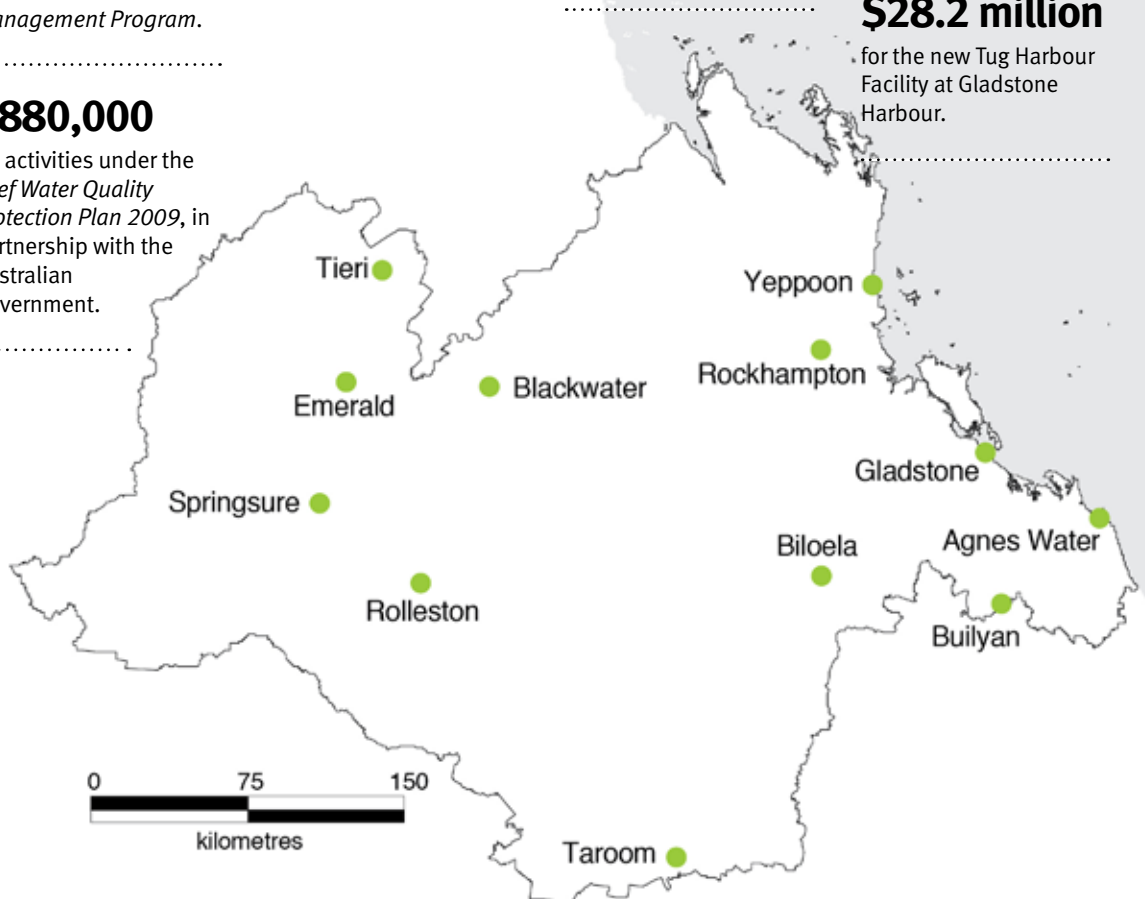 anagement Program.
880,000
activities under the
ef Water Quality
otection Plan 2009, in
rtnership with the
stralian
vernment.
$28.2 million
for the new Tug Harbour
Facility at Gladstone
Harbour.
Tieri
Yeppoon
Rockhampton
Emerald
Blackwater
Gladstone
Springsure
Agnes Water
Biloela
Rolleston
Builyan
0 75 150
kilometres
Taroom